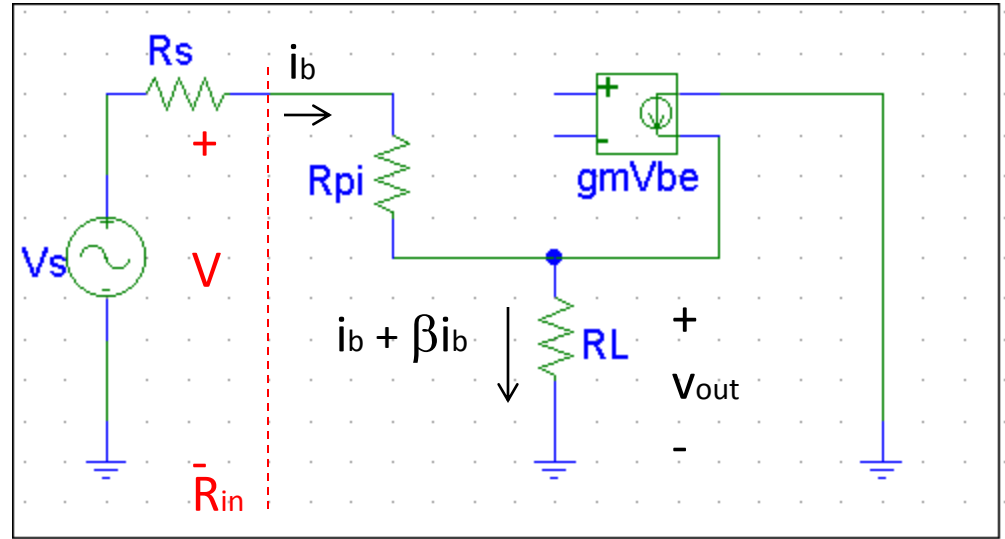 Rs
ib
+
+
-
Rpi
gmVbe
+
-
Vs
V
ib + βib
RL
+
vout
-
-
Rin